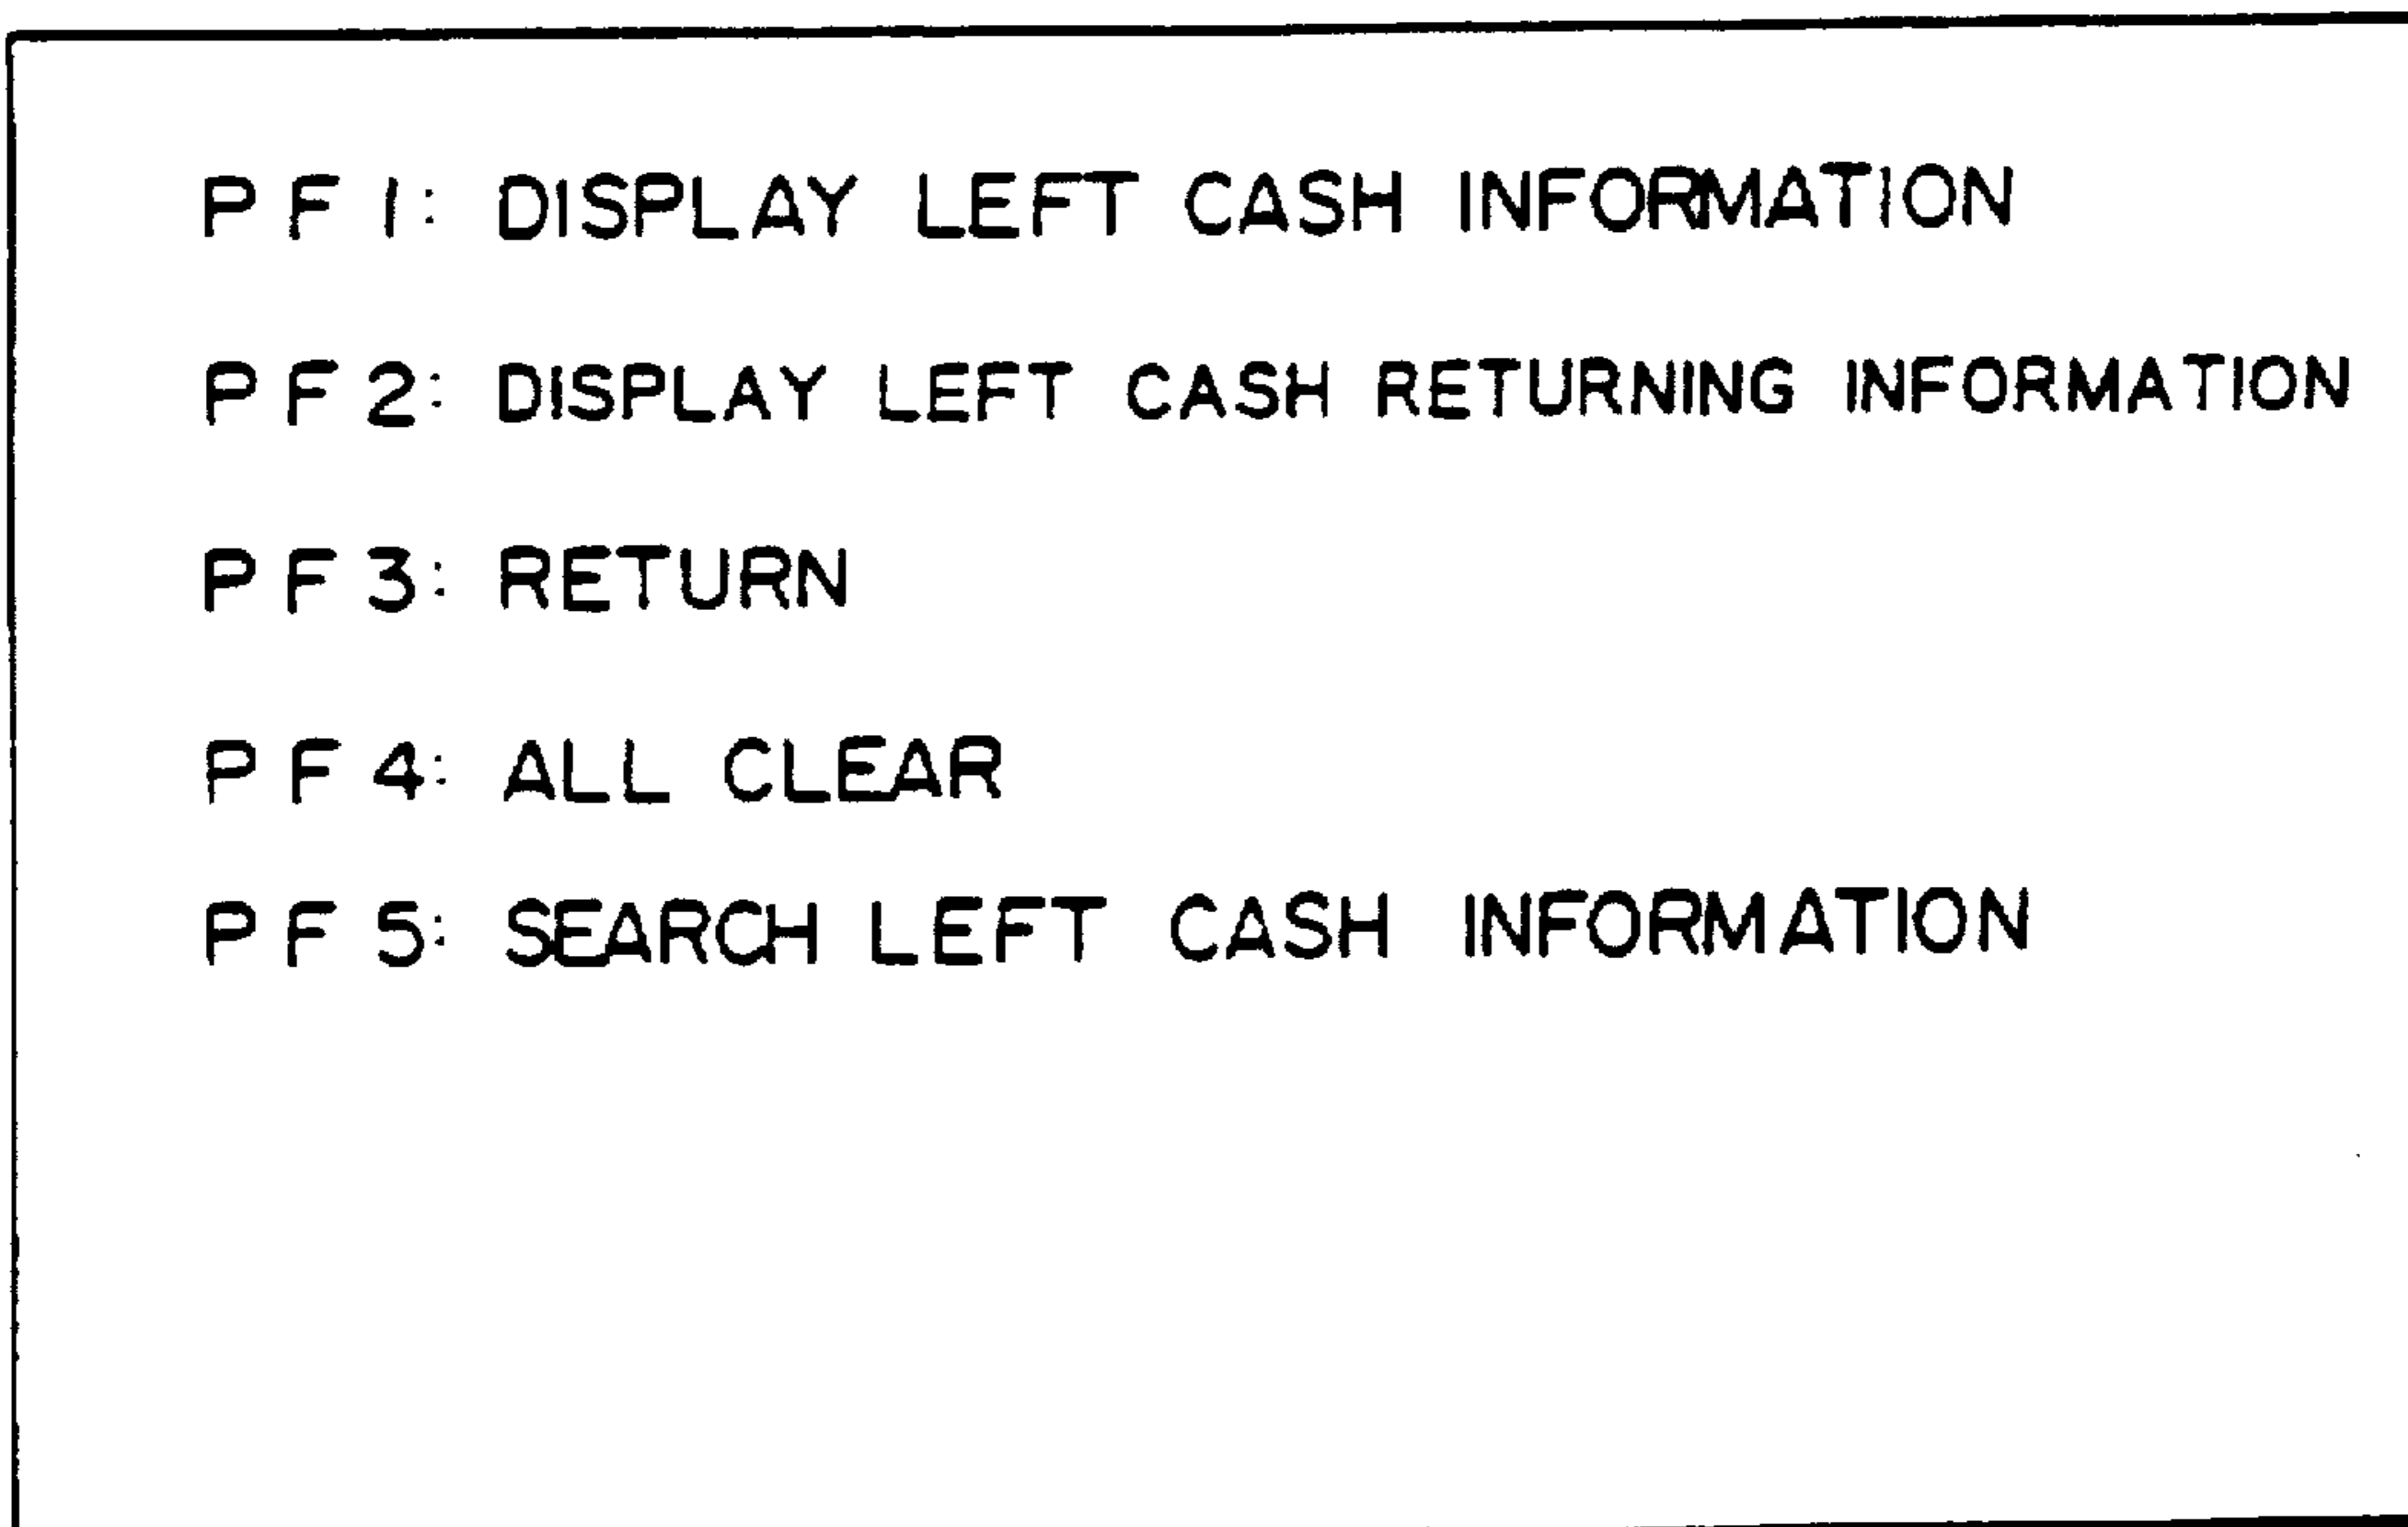 PF1: DISPLAY LEFT CASH INFORMATION
PF2: DISPLAY LEFT CASH RETURNING INFORMATION
PF3: RETURN
PF4: ALL CLEAR
PF5: SEARCH LEFT CASH INFORMATION